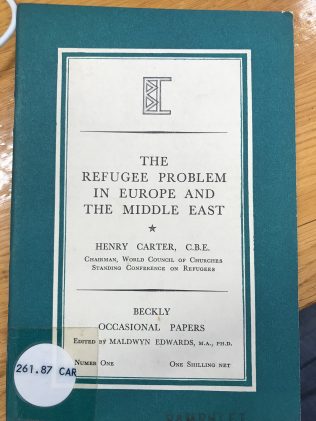 THE
REFUGEE PROBLEM
IN EUROPE AND
THE MIDDLE EAST
HENRY CARTER, C.B.E.
CHAIRMAN, WORLD COUNCIL OF CHURCHES
STANDING CONFERENCE ON REFUGEES
BECKLY
OCCASIONAL PAPERS
EDITED BY MALDWYN EDWARDS, M.A., PH.D.
NUMBER ONE ONE SHILLING NET
261.87 CAR
PAMPHLET